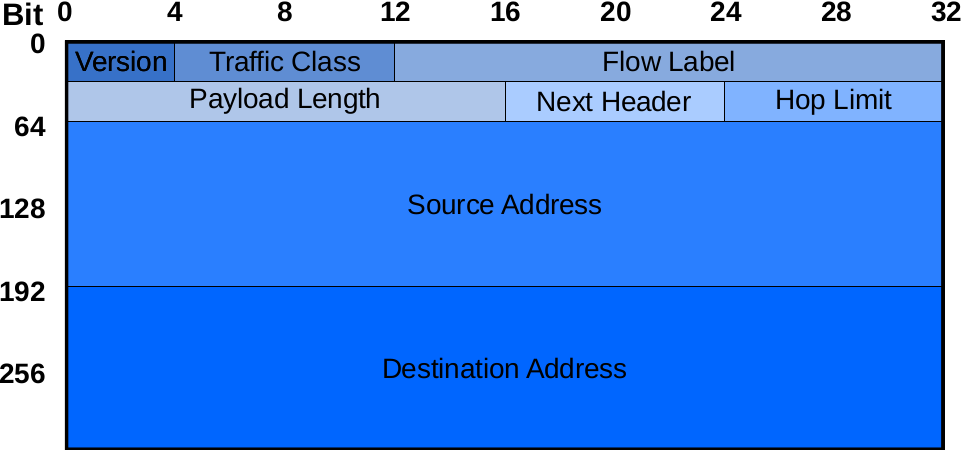 Bit 0 4 8 12 16 20 24 28 32
0
Version Traffic Class Flow Label
Payload Length Next Header Hop Limit
64
128 Source Address
192
256 Destination Address